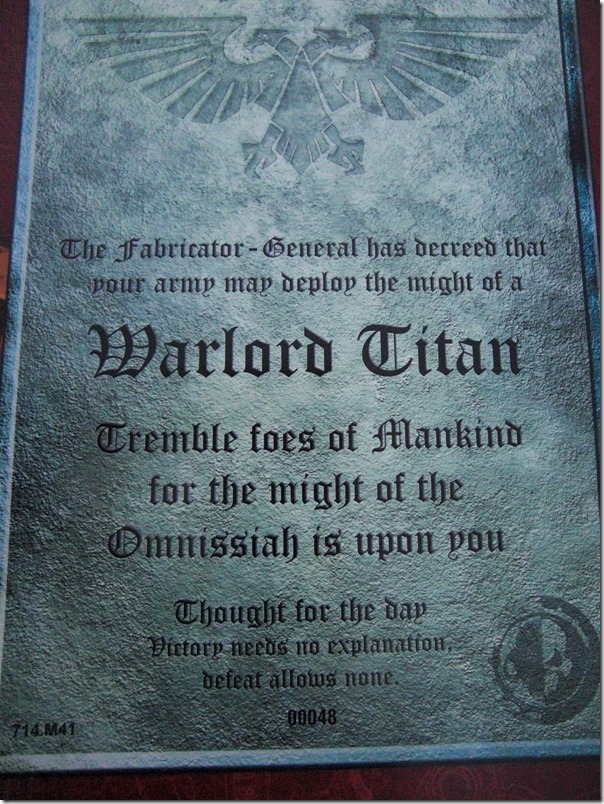 The Fabricator-General has decreed that
your army may deploy the might of a
Warlord Titan
Tremble foes of Mankind
for the might of the
Omnissiah is upon you
Thought for the day
Victory needs no explanation,
defeat allows none.
00048
714.M41